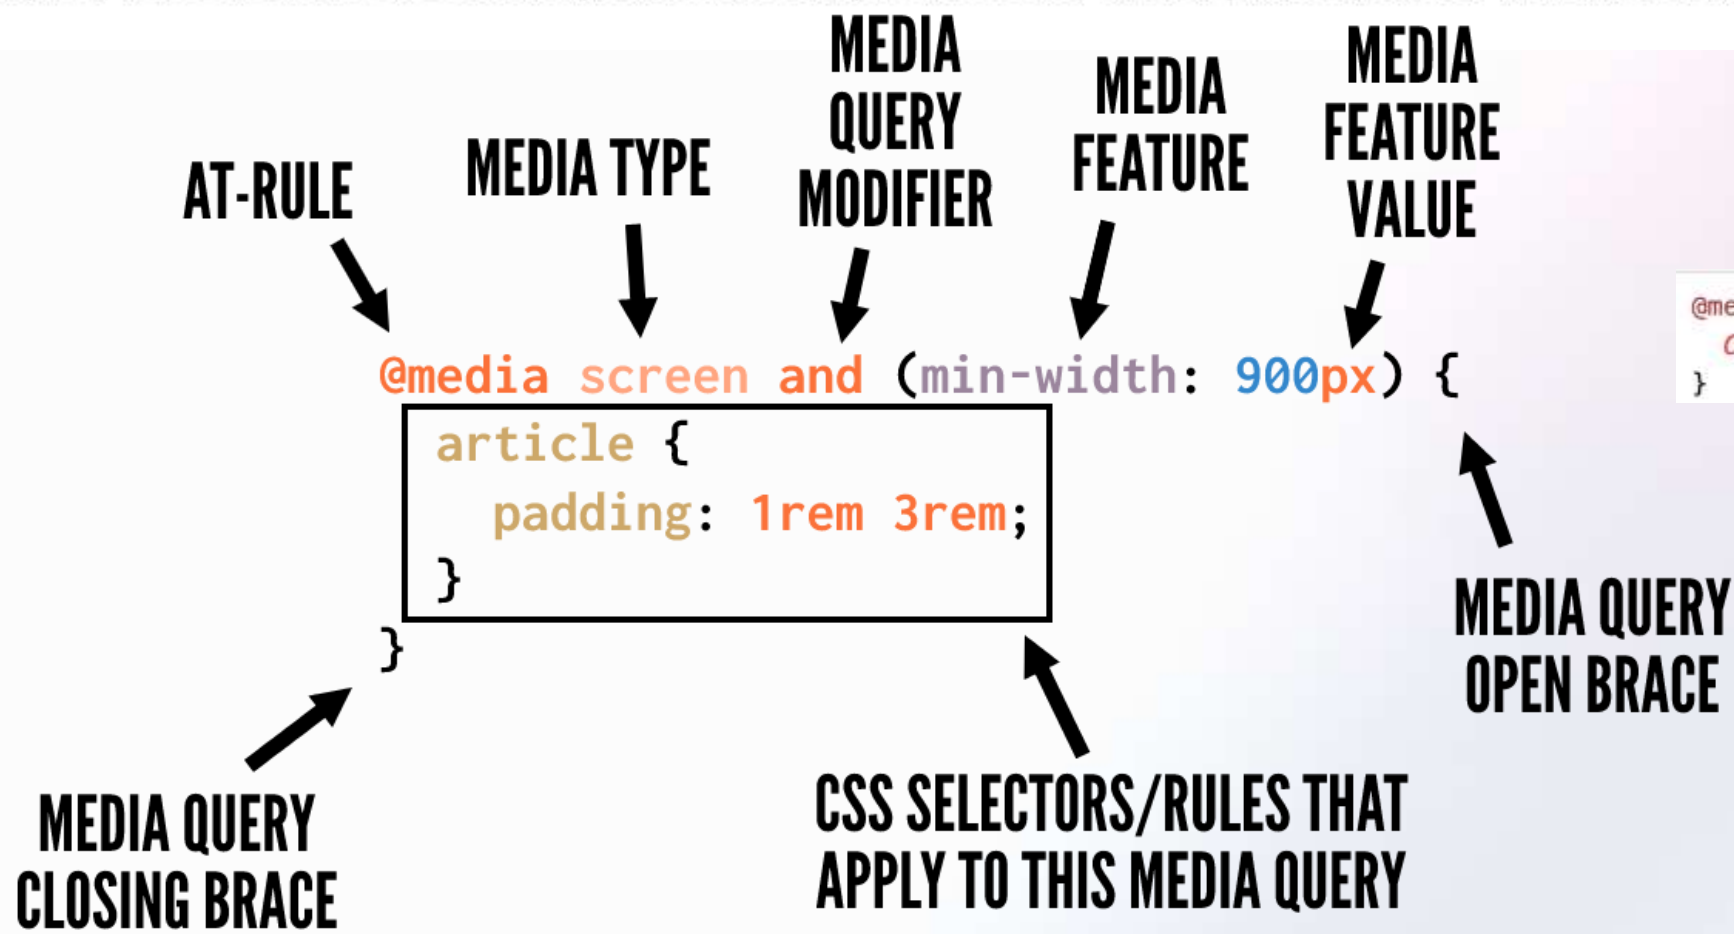 MEDIA
QUERY
MODIFIER
MEDIA
FEATURE
MEDIA
FEATURE
VALUE
AT-RULE
MEDIA TYPE
@media screen and (min-width: 900px) {
article {
padding: 1rem 3rem;
}
}
@me
}
MEDIA QUERY
OPEN BRACE
MEDIA QUERY
CLOSING BRACE
CSS SELECTORS/RULES THAT
APPLY TO THIS MEDIA QUERY